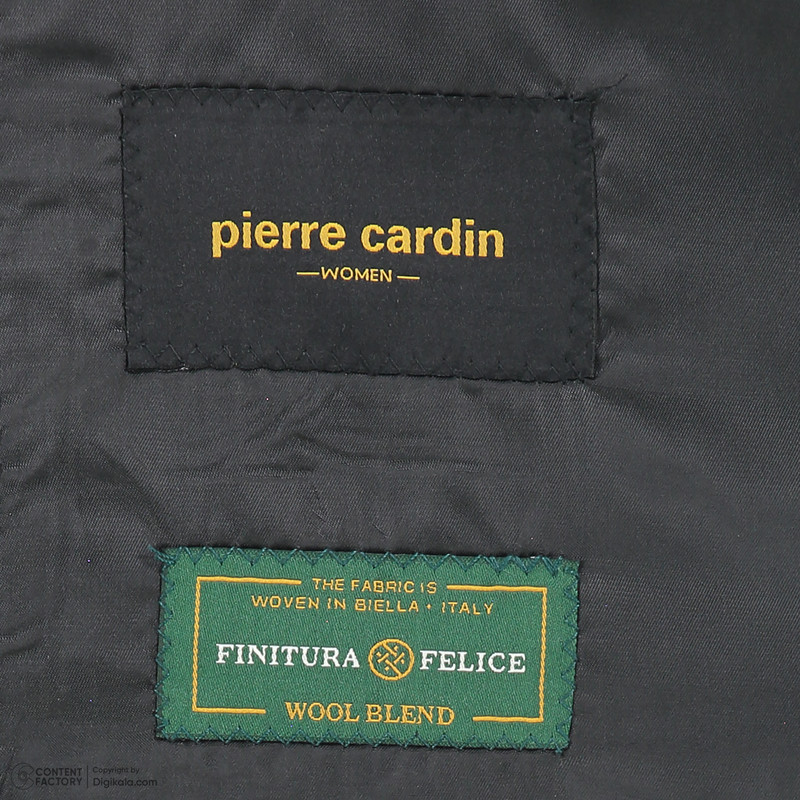 pierre cardin
—WOMEN—
THE FABRIC IS
WOVEN IN BIELLA • ITALY
FINITURA FELICE
WOOL BLEND
CONTENT FACTORY
Copyright by
Digikala.com